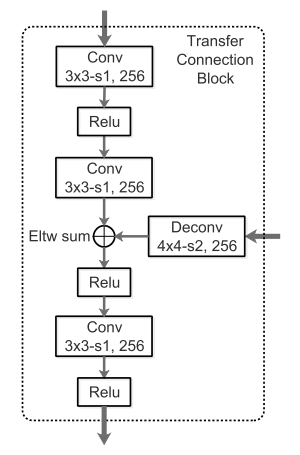 Transfer
Connection
Block
Conv
3x3-s1, 256
Relu
Conv
3x3-s1, 256
Eltw sum
Deconv
4x4-s2, 256
Relu
Conv
3x3-s1, 256
Relu